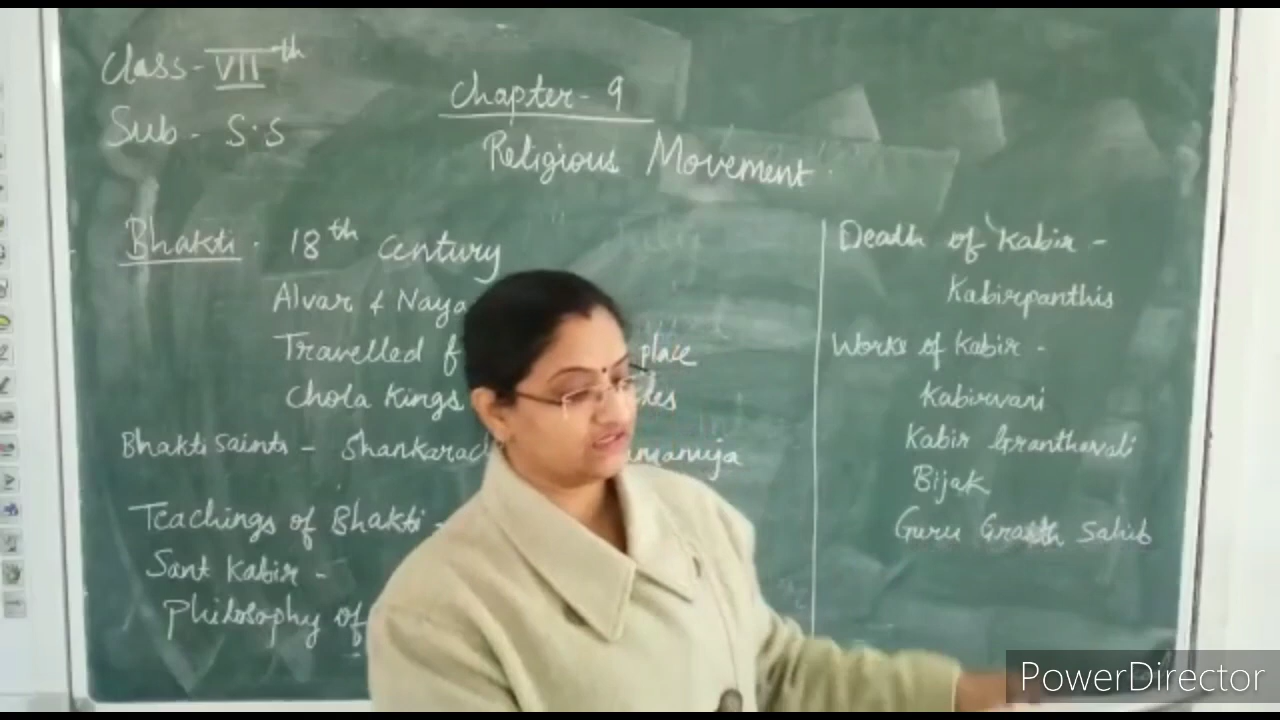 Class - VIIth
Sub - S.S
Chapter - 9
Religious Movement.
Bhakti. 18th century
Alvar & Naya
Travelled f place
Chola Kings
Bhakti Saints - Shankarac amanuja
Teachings of Bhakti -
Sant Kabir -
Philosophy of
Death of Kabir -
Kabirpanthis
Works of Kabir -
Kabirvani
Kabir Granthavali
Bijak
Guru Granth Sahib
PowerDirector